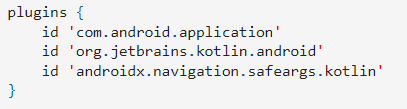 plugins {
    id 'com.android.application'
    id 'org.jetbrains.kotlin.android'
    id 'androidx.navigation.safeargs.kotlin'
}